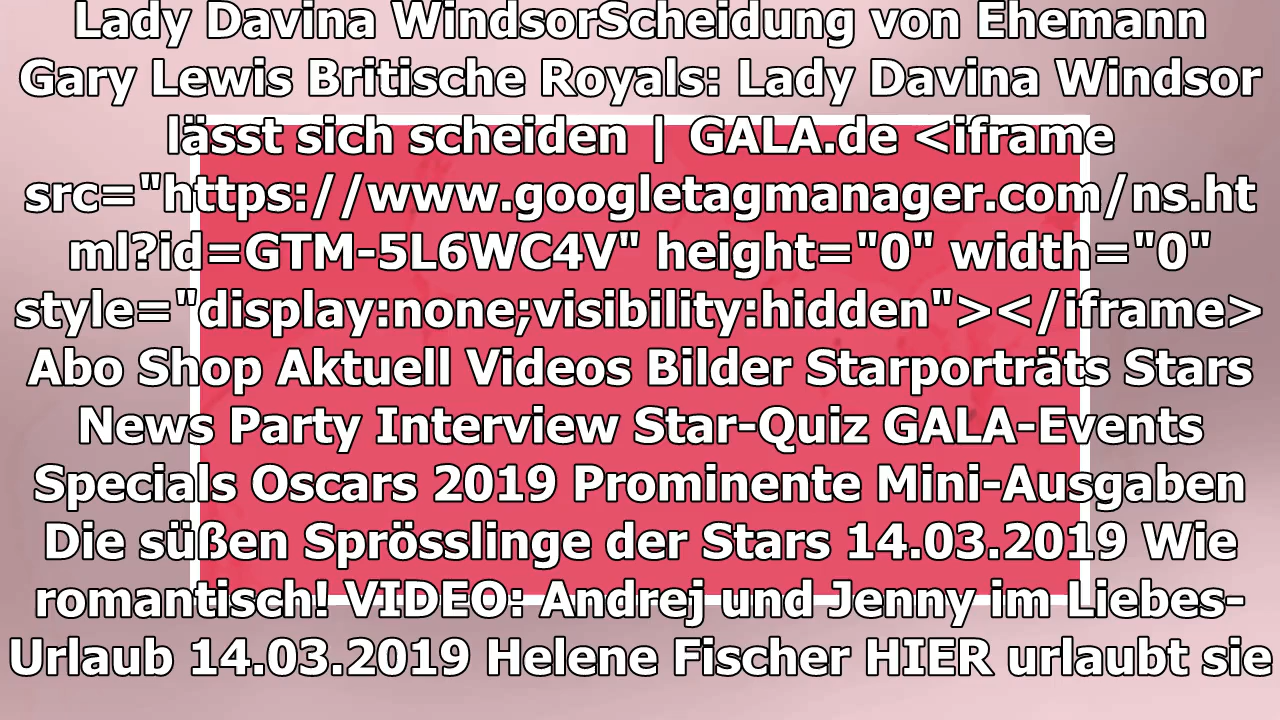 Lady Davina WindsorScheidung von Ehemann
Gary Lewis Britische Royals: Lady Davina Windsor
lässt sich scheiden | GALA.de <iframe
src="https://www.googletagmanager.com/ns.ht
ml?id=GTM-5L6WC4V" height="0" width="0"
style="display:none;visibility:hidden"></iframe>
Abo Shop Aktuell Videos Bilder Starporträts Stars
News Party Interview Star-Quiz GALA-Events
Specials Oscars 2019 Prominente Mini-Ausgaben
Die süßen Sprösslinge der Stars 14.03.2019 Wie
romantisch! VIDEO: Andrej und Jenny im Liebes-
Urlaub 14.03.2019 Helene Fischer HIER urlaubt sie